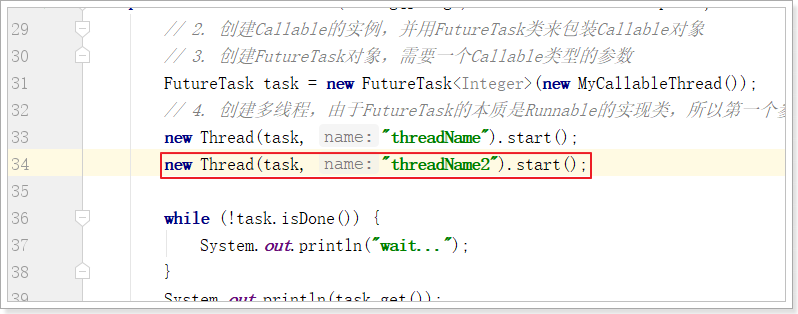 29 // 2. 创建Callable的实例，并用FutureTask类来包装Callable对象
30 // 3. 创建FutureTask对象，需要一个Callable类型的参数
31 FutureTask task = new FutureTask<Integer>(new MyCallableThread());
32 // 4. 创建多线程，由于FutureTask的本质是Runnable的实现类，所以第一个参
33 new Thread(task, name: "threadName").start();
34 new Thread(task, name: "threadName2").start();
35
36 while (!task.isDone()) {
37 System.out.println("wait...");
38 }
39 System.out.println(task.get());